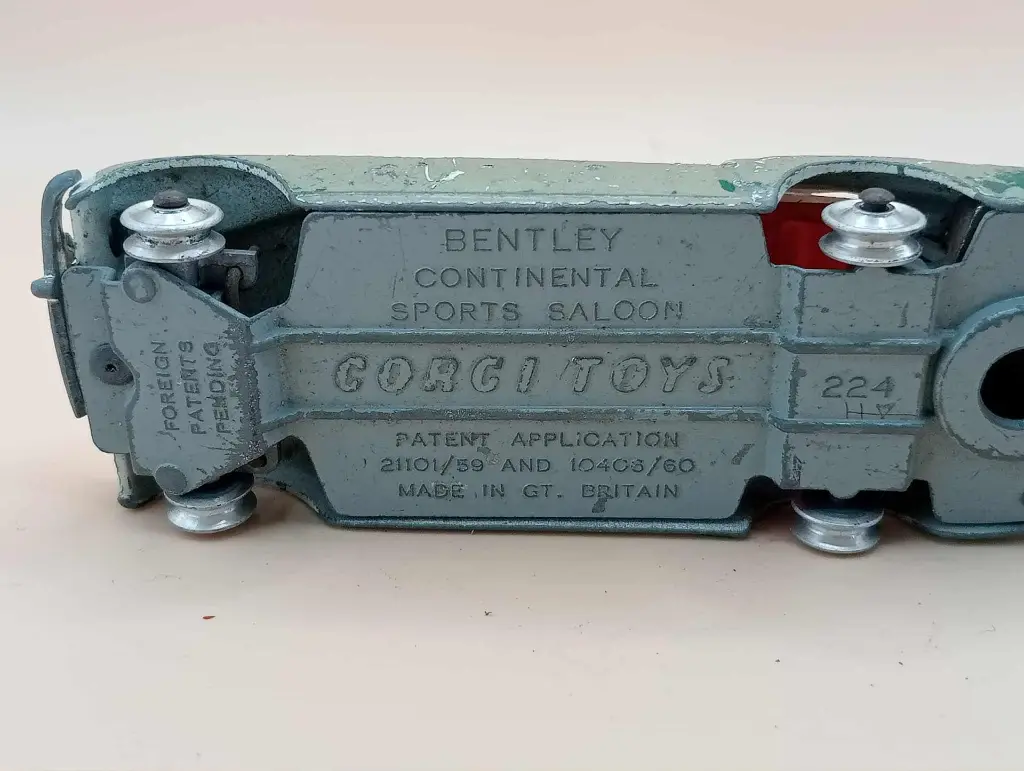 BENTLEY
CONTINENTAL
SPORTS SALOON
CORGI TOYS
PATENT APPLICATION
21101/59 AND 10408/60
MADE IN GT. BRITAIN
FOREIGN
PATENTS
PENDING
224